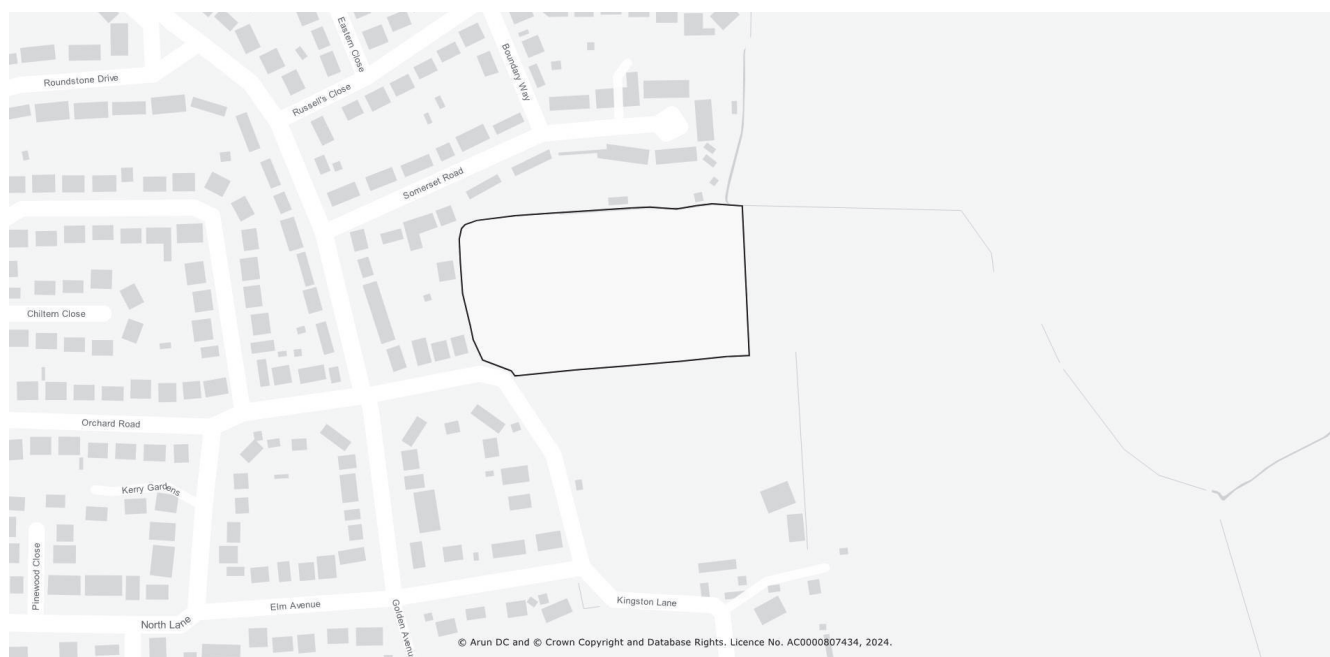 Eastern Close
Boundary Way
Roundstone Drive
Russell's Close
Somerset Road
Chiltern Close
Orchard Road
Kerry Gardens
Pinewood Close
Elm Avenue
Golden Avenue
Kingston Lane
North Lane
© Arun DC and © Crown Copyright and Database Rights. Licence No. AC0000807434, 2024.